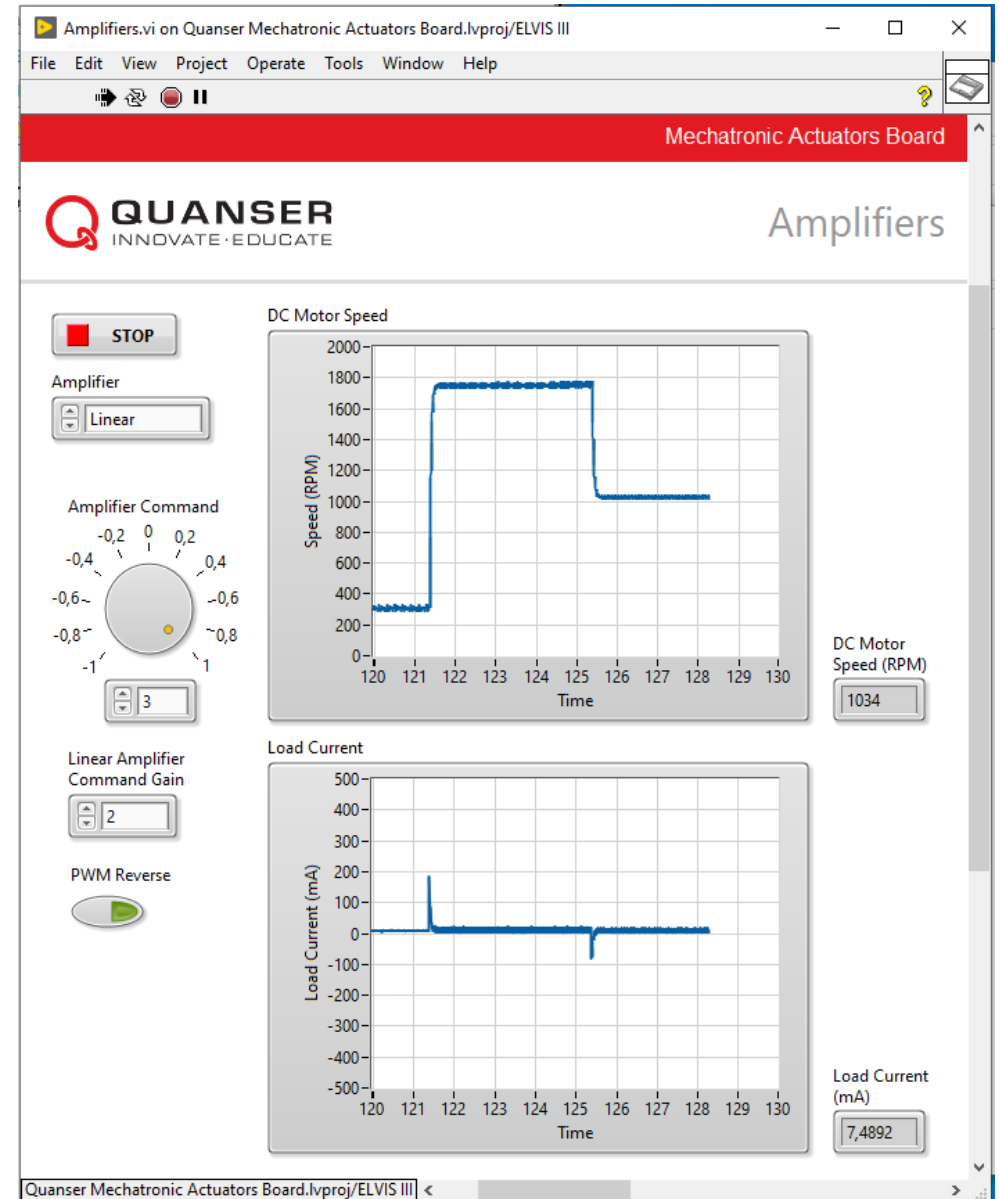 Amplifiers.vi on Quanser Mechatronic Actuators Board.lvproj/ELVIS III
File Edit View Project Operate Tools Window Help
Mechatronic Actuators Board
QUANSER
INNOVATE·EDUCATE
Amplifiers
STOP
Amplifier
Linear
Amplifier Command
-0,2 0 0,2
-0,4 0,4
-0,6 0,6
-0,8 0,8
-1 1
3
Linear Amplifier
Command Gain
2
PWM Reverse
DC Motor Speed
Speed (RPM)
2000
1800
1600
1400
1200
1000
800
600
400
200
0
120 121 122 123 124 125 126 127 128 129 130
Time
DC Motor
Speed (RPM)
1034
Load Current
Load Current (mA)
500
400
300
200
100
0
-100
-200
-300
-400
-500
120 121 122 123 124 125 126 127 128 129 130
Time
Load Current
(mA)
7,4892
Quanser Mechatronic Actuators Board.lvproj/ELVIS III